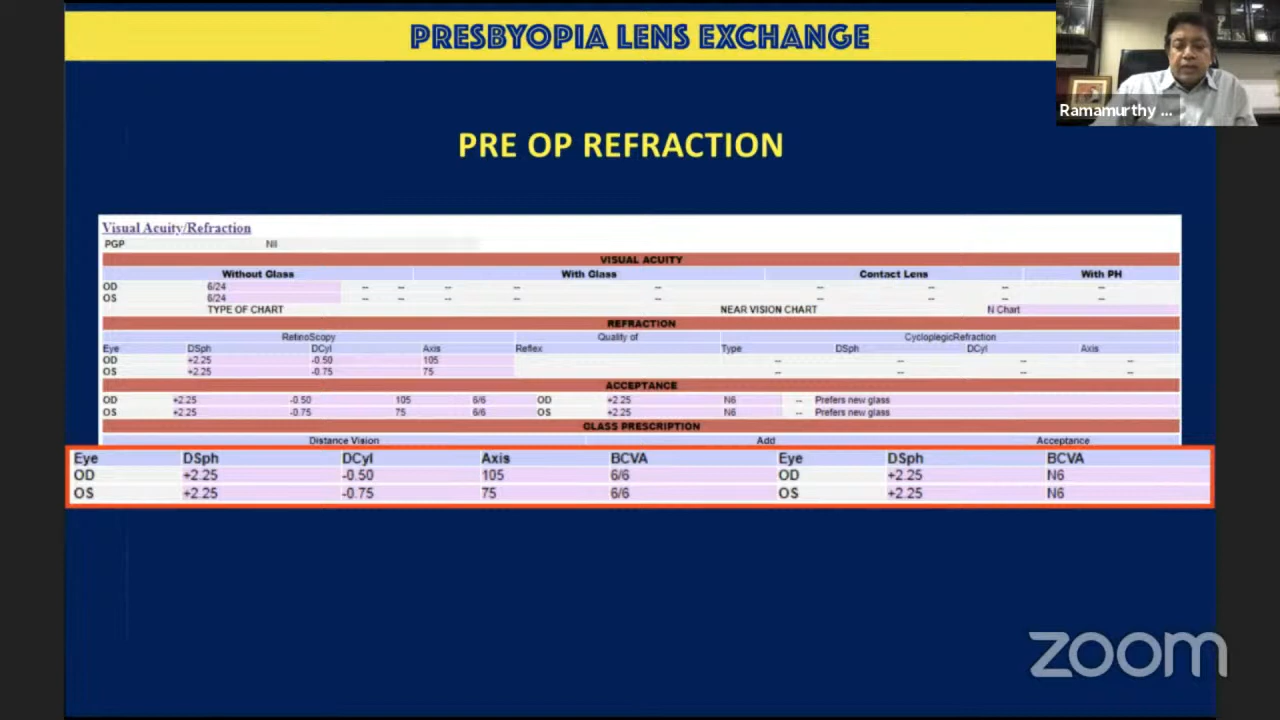 PRESBYOPIA LENS EXCHANGE
Ramamurthy ...
PRE OP REFRACTION
Visual Acuity/Refraction
PGP Nil
VISUAL ACUITY
Without Glass With Glass Contact Lens With PH
OD 6/24 -- -- -- -- -- -- -- -- --
OS 6/24 -- -- -- -- -- -- -- -- --
TYPE OF CHART NEAR VISION CHART N Chart
REFRACTION
RetinoScopy Quality of CycloplegicRefraction
Eye DSph DCyl Axis Reflex Type DSph DCyl Axis
OD +2.25 -0.50 105 -- -- -- --
OS +2.25 -0.75 75 -- -- -- --
ACCEPTANCE
OD +2.25 -0.50 105 6/6 OD +2.25 N6 -- Prefers new glass
OS +2.25 -0.75 75 6/6 OS +2.25 N6 -- Prefers new glass
GLASS PRESCRIPTION
Distance Vision Add Acceptance
Eye DSph DCyl Axis BCVA Eye DSph BCVA
OD +2.25 -0.50 105 6/6 OD +2.25 N6
OS +2.25 -0.75 75 6/6 OS +2.25 N6
zoom